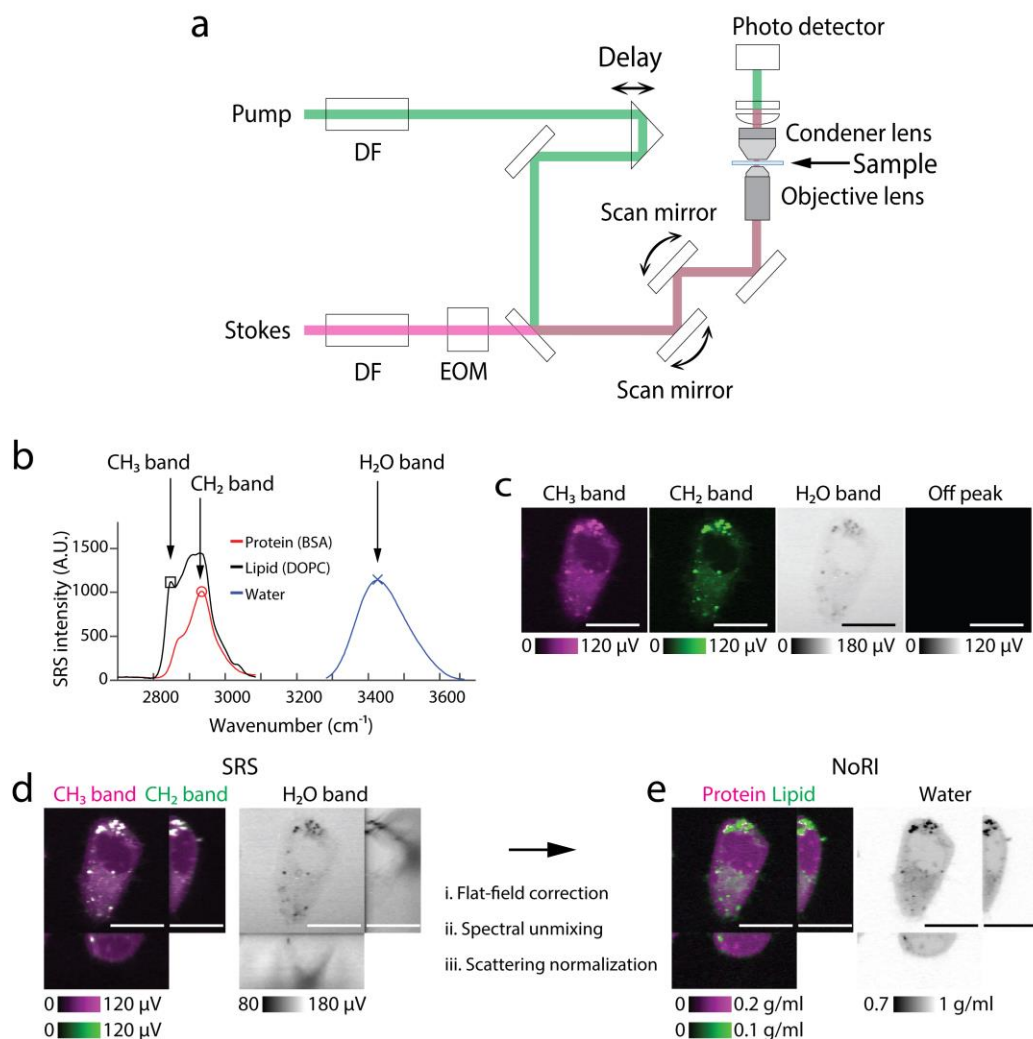 a
Photo detector
Delay
Pump
DF
Condener lens
Sample
Objective lens
Scan mirror
Stokes
DF
EOM
Scan mirror
b
CH₃ band
CH₂ band
H₂O band
SRS intensity (A.U.)
1500
1000
500
0
Protein (BSA)
Lipid (DOPC)
Water
2800 3000 3200 3400 3600
Wavenumber (cm⁻¹)
c
CH₃ band CH₂ band H₂O band Off peak
0 120 µV 0 120 µV 0 180 µV 0 120 µV
SRS
d
CH₃ band CH₂ band H₂O band
0 120 µV 80 180 µV
0 120 µV
i. Flat-field correction
ii. Spectral unmixing
iii. Scattering normalization
NoRI
e
Protein Lipid Water
0 0.2 g/ml 0.7 1 g/ml
0 0.1 g/ml